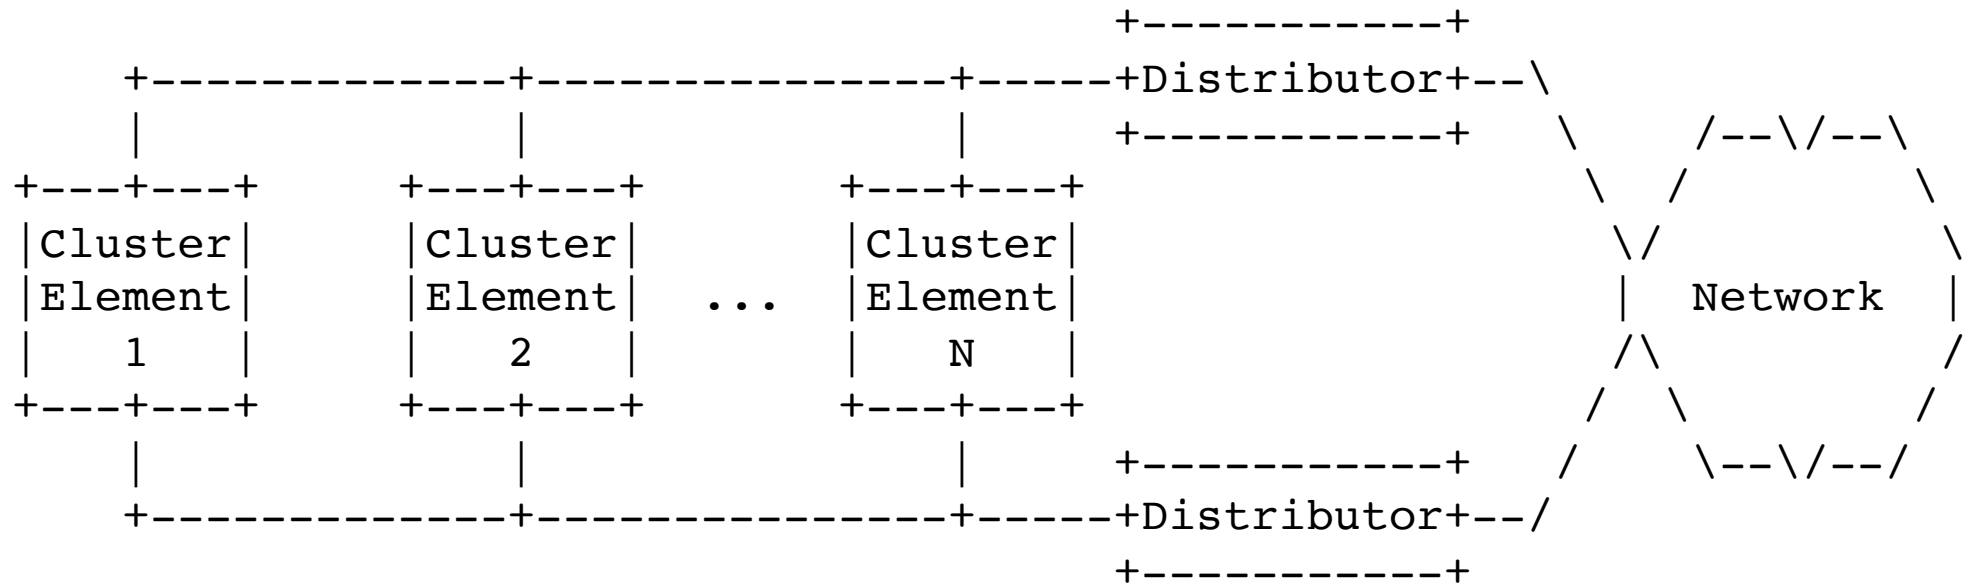 Distributor
Cluster Cluster Cluster
Element Element ... Element Network
1 2 N
Distributor